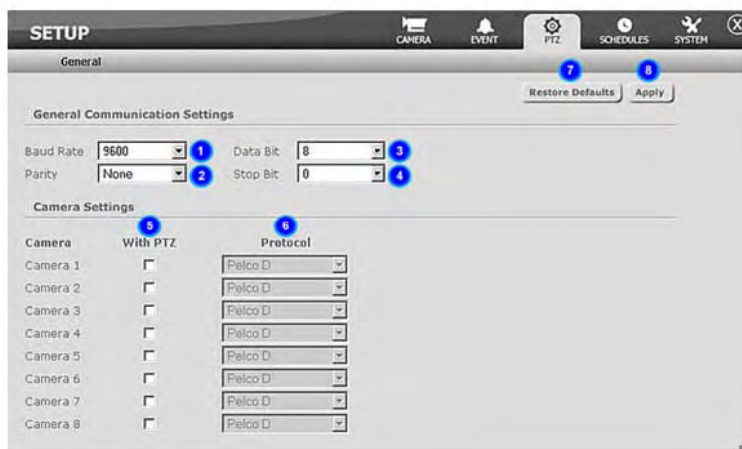 SETUP
CAMERA
EVENT
PTZ
SCHEDULES
SYSTEM
General
7
8
Restore Defaults
Apply
General Communication Settings
Baud Rate 9600 1 Data Bit 8 3
Parity None 2 Stop Bit 0 4
Camera Settings
5 6
Camera With PTZ Protocol
Camera 1 Pelco D
Camera 2 Pelco D
Camera 3 Pelco D
Camera 4 Pelco D
Camera 5 Pelco D
Camera 6 Pelco D
Camera 7 Pelco D
Camera 8 Pelco D